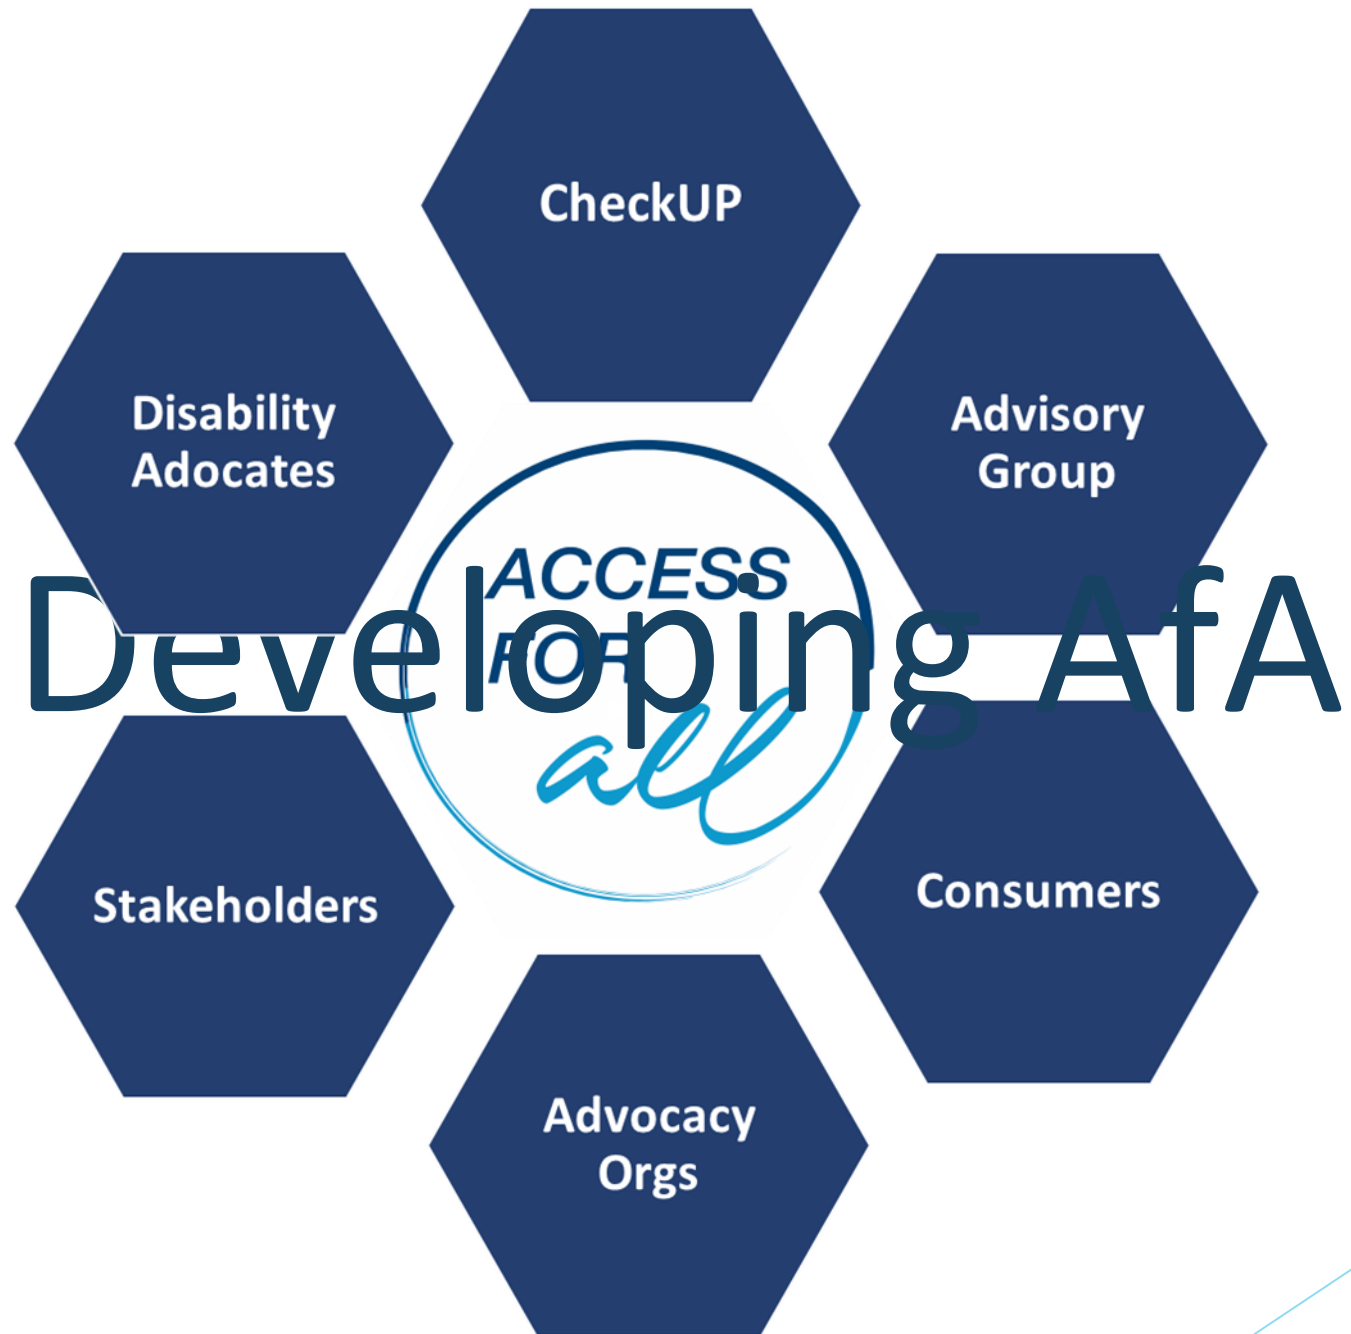 CheckUP
Disability
Adocates
Advisory
Group
ACCESS
FOR
all
Developing AfA
Stakeholders
Consumers
Advocacy
Orgs